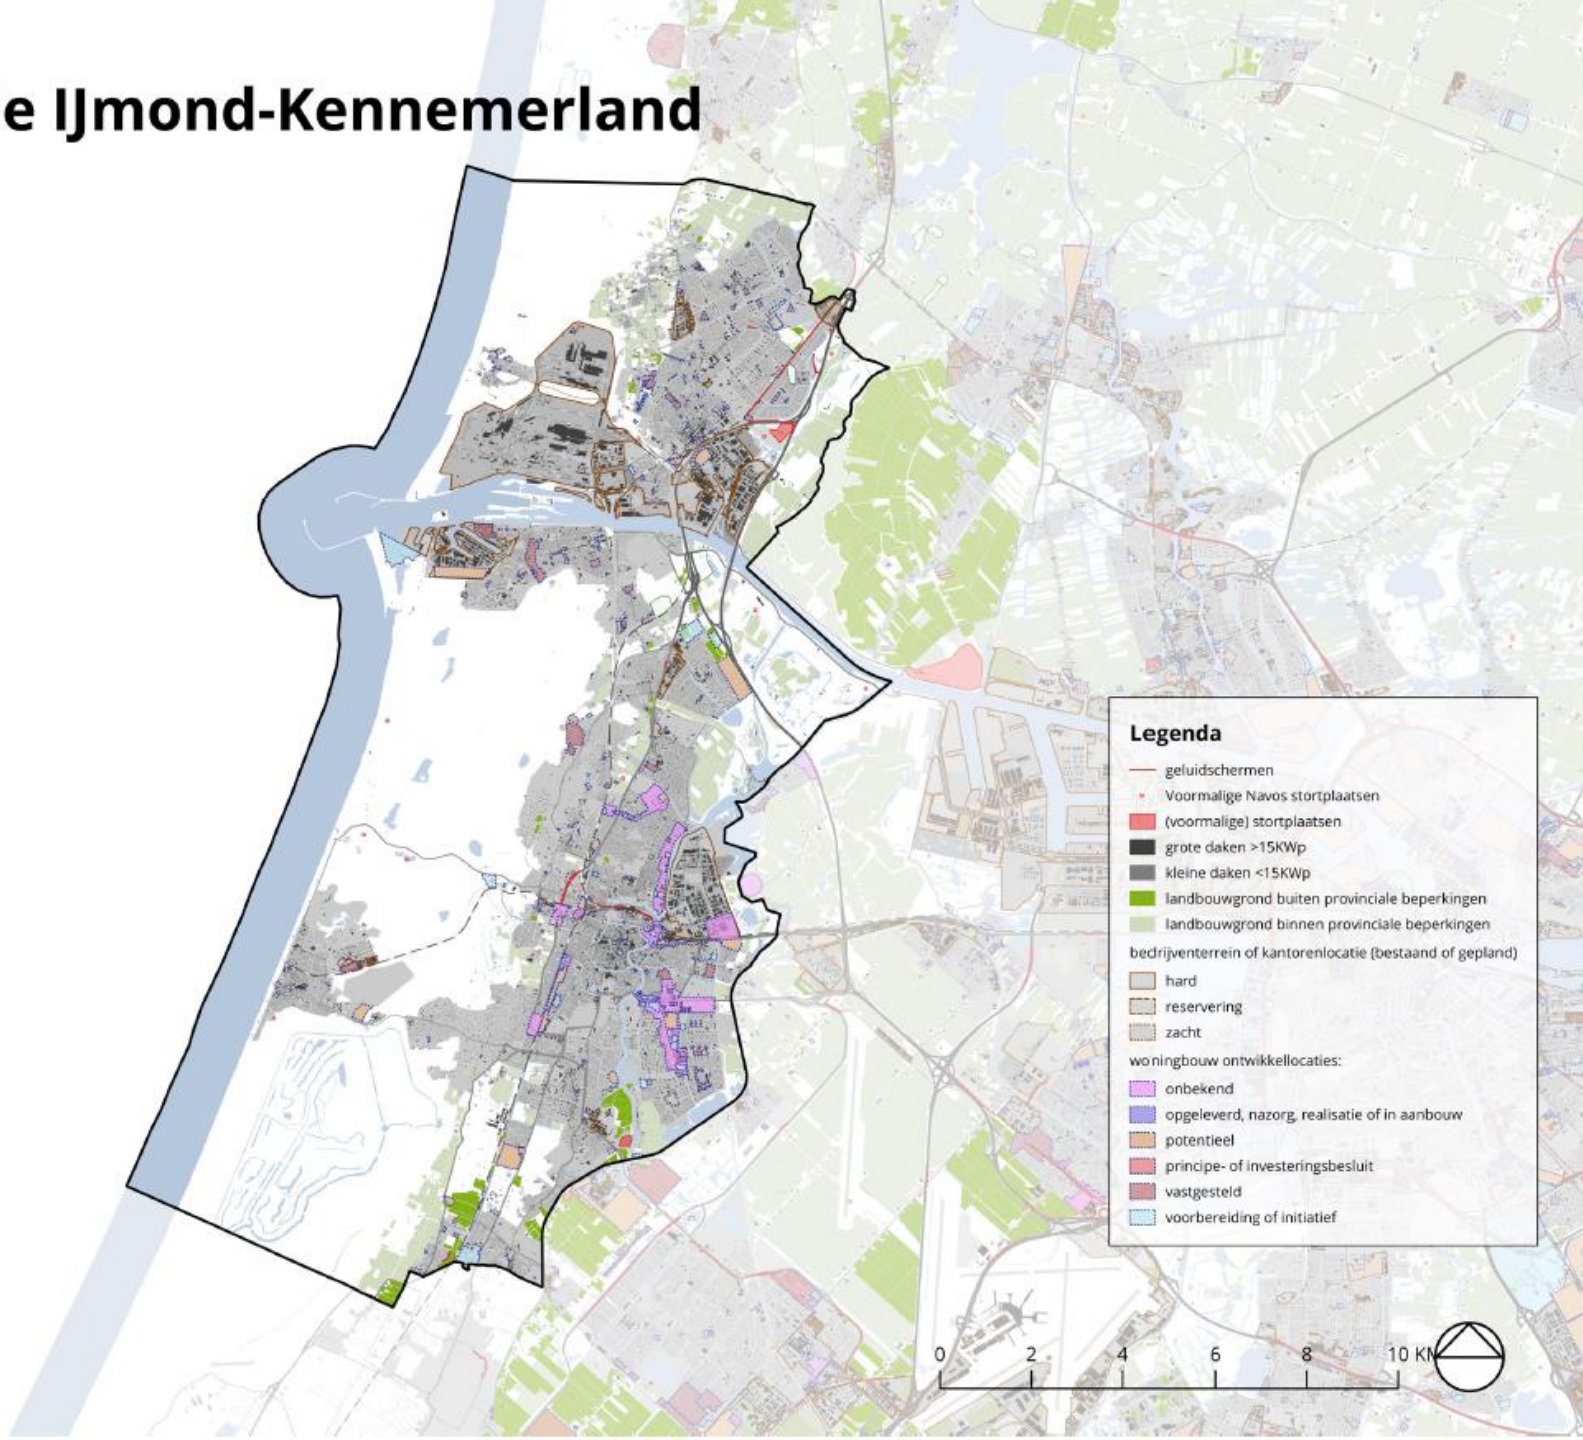 e IJmond-Kennemerland
Legenda
geluidschermen
Voormalige Navos stortplaatsen
(voormalige) stortplaatsen
grote daken >15KWp
kleine daken <15KWp
landbouwgrond buiten provinciale beperkingen
landbouwgrond binnen provinciale beperkingen
bedrijventerrein of kantorenlocatie (bestaand of gepland)
hard
reservering
zacht
woningbouw ontwikkellocaties:
onbekend
opgeleverd, nazorg, realisatie of in aanbouw
potentieel
principe- of investeringsbesluit
vastgesteld
voorbereiding of initiatief
0 2 4 6 8 10 KM